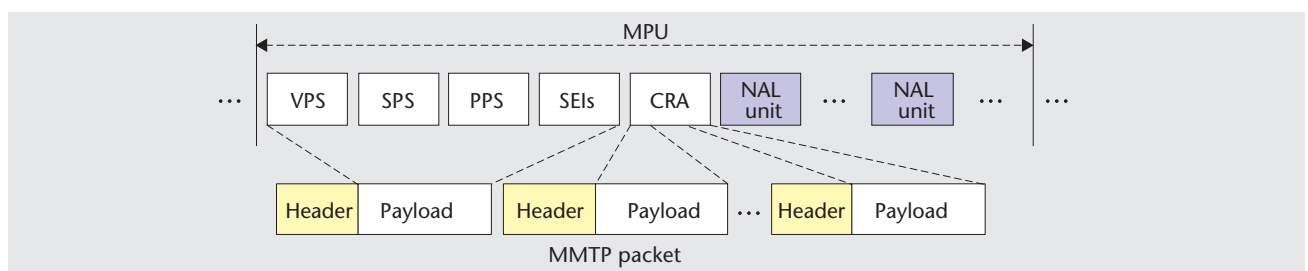 MPU
... VPS SPS PPS SEIs CRA NAL unit ... NAL unit ... ...
Header Payload Header Payload ... Header Payload
MMTP packet